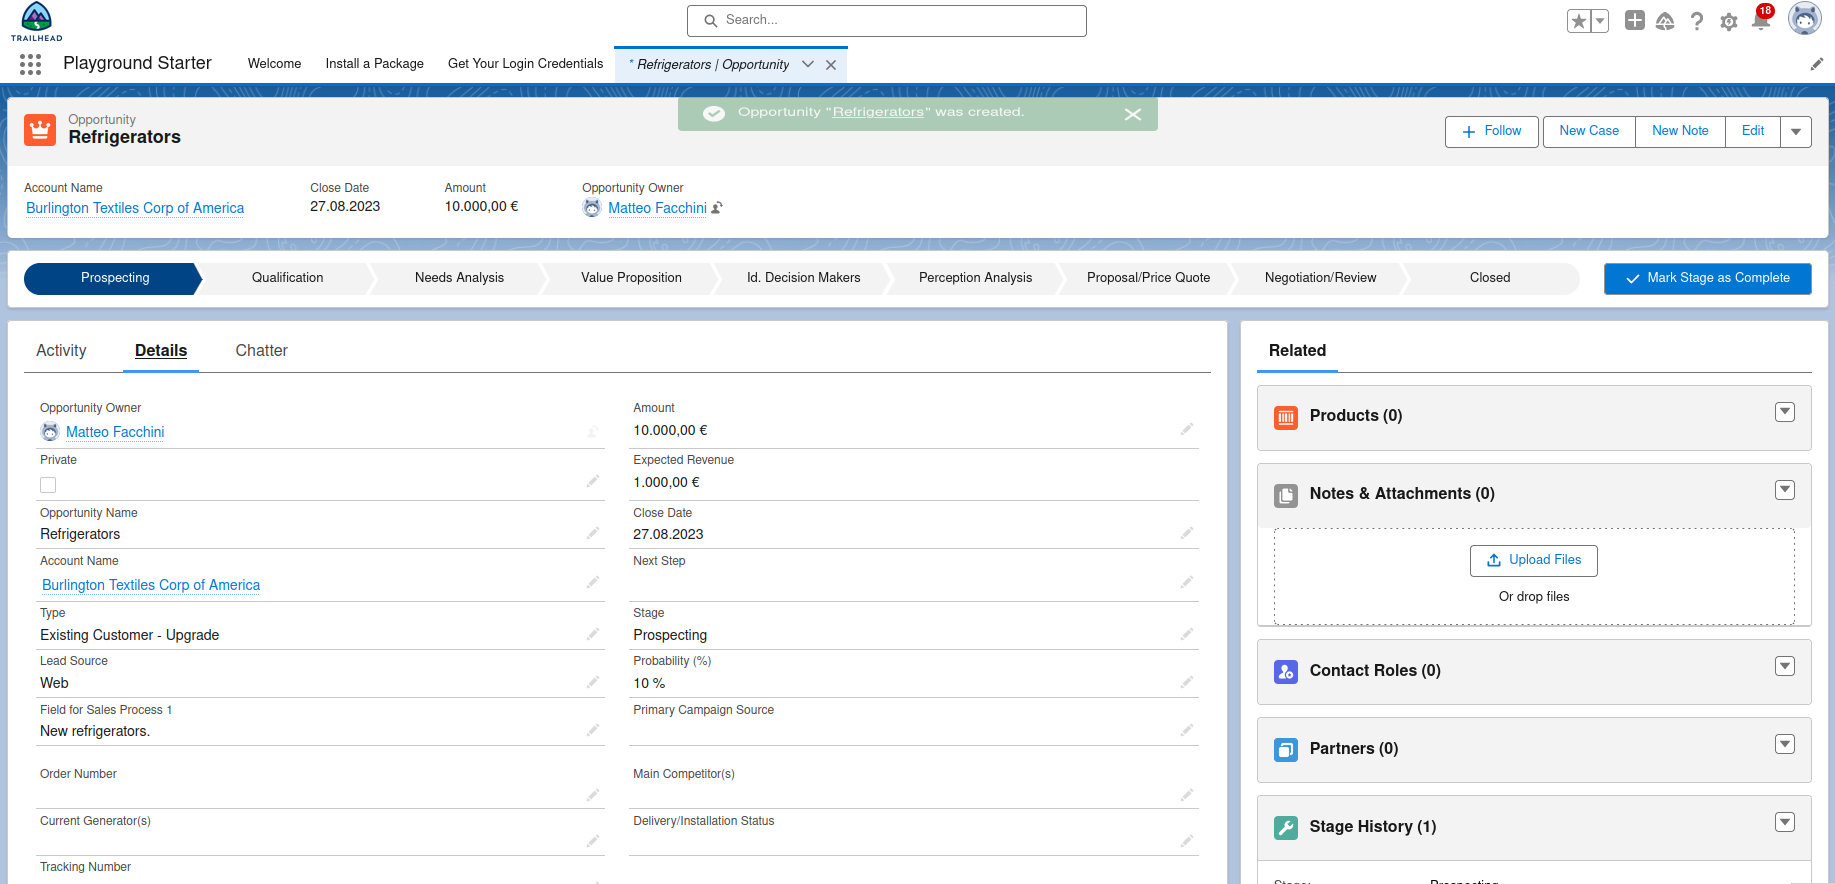 TRAILHEAD
Search...
18
Playground Starter
Welcome
Install a Package
Get Your Login Credentials
* Refrigerators | Opportunity
Opportunity "Refrigerators" was created.
Opportunity
Refrigerators
Follow
New Case
New Note
Edit
Account Name
Burlington Textiles Corp of America
Close Date
27.08.2023
Amount
10.000,00 €
Opportunity Owner
Matteo Facchini
Prospecting
Qualification
Needs Analysis
Value Proposition
Id. Decision Makers
Perception Analysis
Proposal/Price Quote
Negotiation/Review
Closed
Mark Stage as Complete
Activity
Details
Chatter
Opportunity Owner
Matteo Facchini
Amount
10.000,00 €
Private
Expected Revenue
1.000,00 €
Opportunity Name
Refrigerators
Close Date
27.08.2023
Account Name
Burlington Textiles Corp of America
Next Step
Type
Existing Customer - Upgrade
Stage
Prospecting
Lead Source
Web
Probability (%)
10 %
Field for Sales Process 1
New refrigerators.
Primary Campaign Source
Order Number
Main Competitor(s)
Current Generator(s)
Delivery/Installation Status
Tracking Number
Related
Products (0)
Notes & Attachments (0)
Upload Files
Or drop files
Contact Roles (0)
Partners (0)
Stage History (1)
Stage:
Prospecting